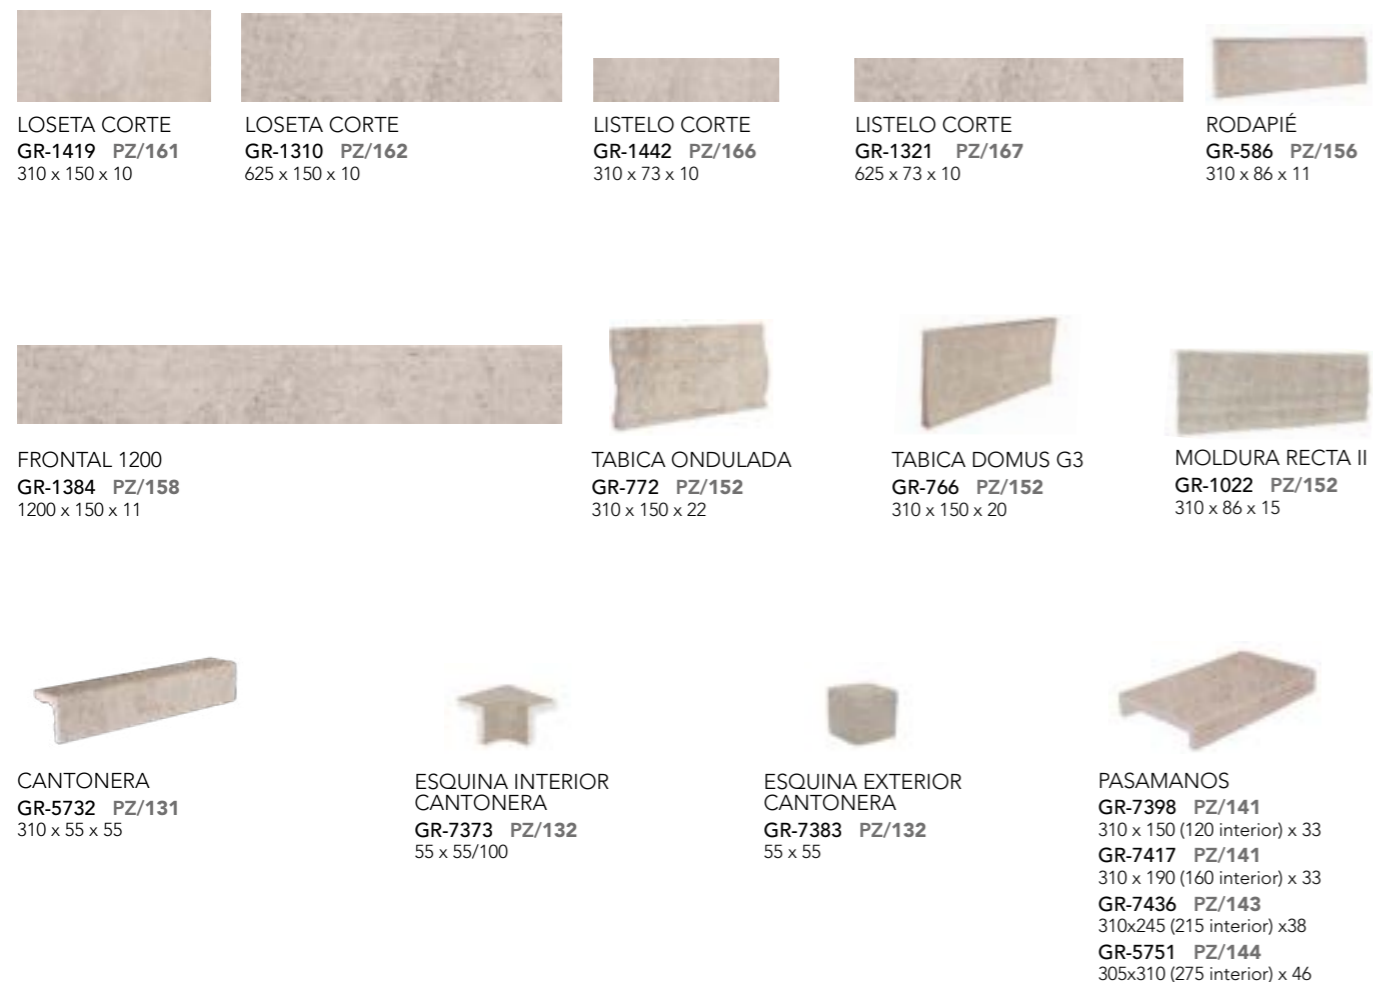 LOSETA CORTE
GR-1419 PZ/161
310 x 150 x 10
LOSETA CORTE
GR-1310 PZ/162
625 x 150 x 10
LISTELO CORTE
GR-1442 PZ/166
310 x 73 x 10
LISTELO CORTE
GR-1321 PZ/167
625 x 73 x 10
RODAPIÉ
GR-586 PZ/156
310 x 86 x 11
FRONTAL 1200
GR-1384 PZ/158
1200 x 150 x 11
TABICA ONDULADA
GR-772 PZ/152
310 x 150 x 22
TABICA DOMUS G3
GR-766 PZ/152
310 x 150 x 20
MOLDURA RECTA II
GR-1022 PZ/152
310 x 86 x 15
CANTONERA
GR-5732 PZ/131
310 x 55 x 55
ESQUINA INTERIOR
CANTONERA
GR-7373 PZ/132
55 x 55/100
ESQUINA EXTERIOR
CANTONERA
GR-7383 PZ/132
55 x 55
PASAMANOS
GR-7398 PZ/141
310 x 150 (120 interior) x 33
GR-7417 PZ/141
310 x 190 (160 interior) x 33
GR-7436 PZ/143
310x245 (215 interior) x38
GR-5751 PZ/144
305x310 (275 interior) x 46